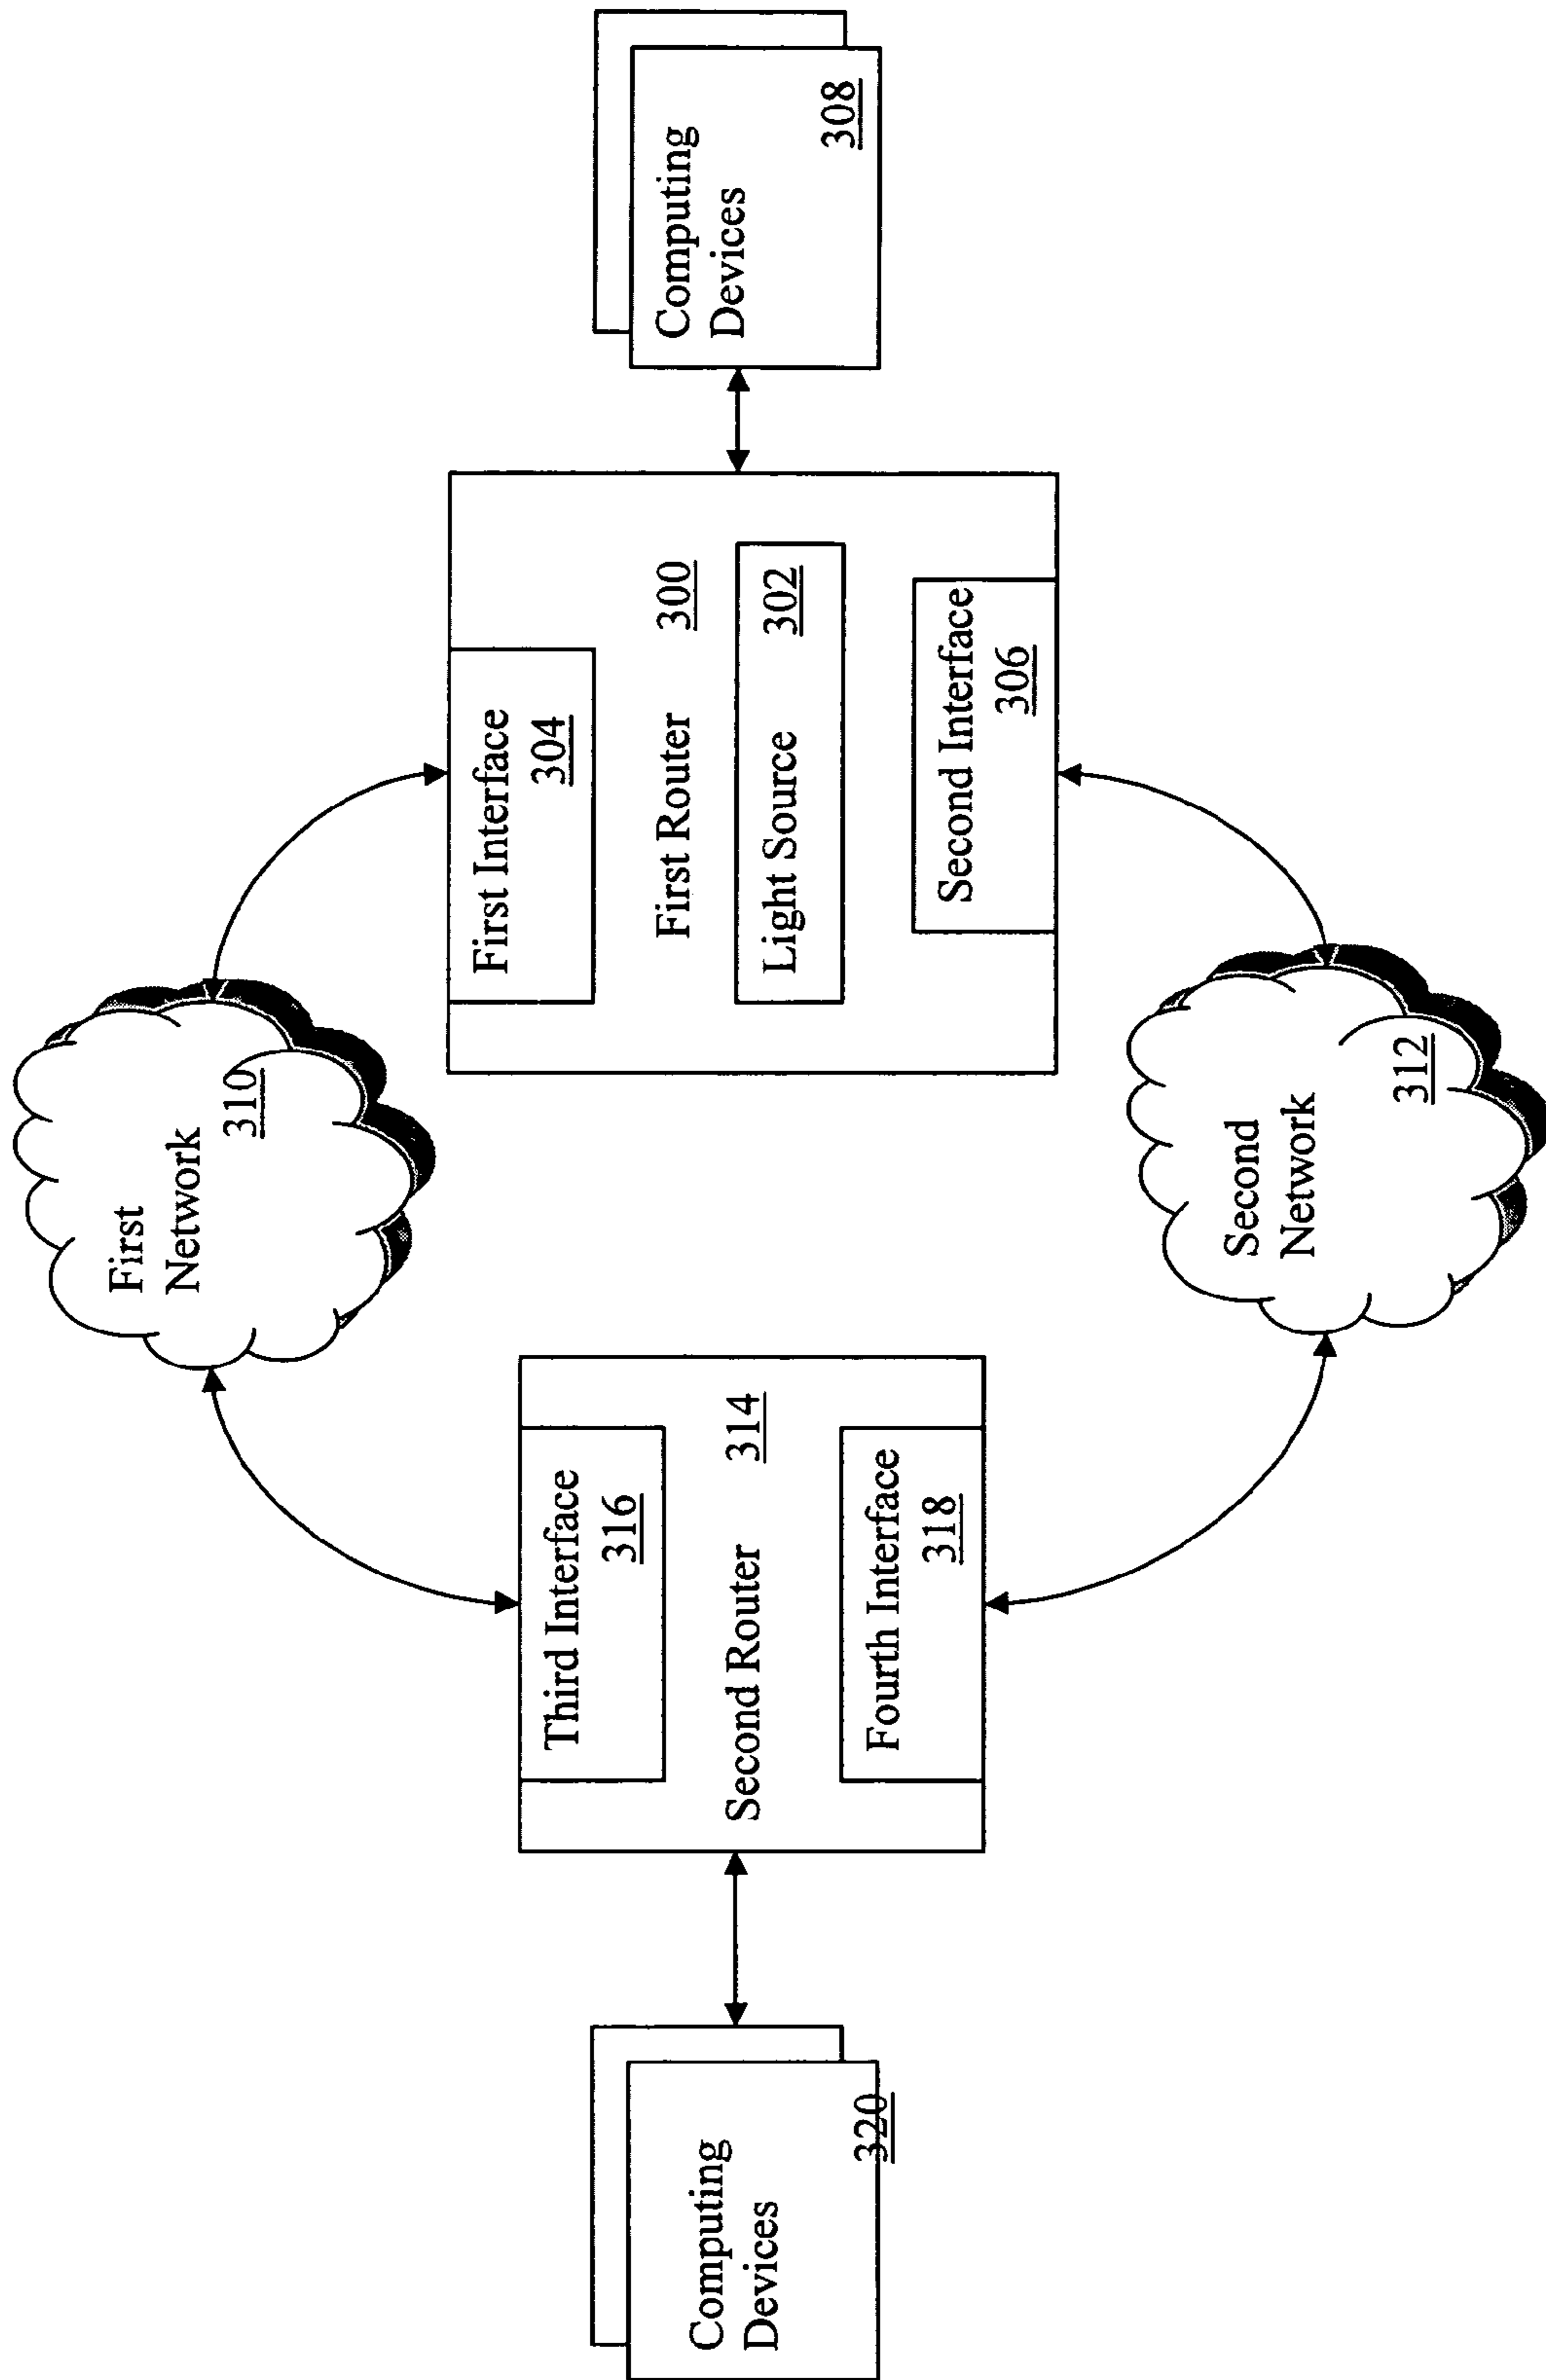 First
Network
310
Third Interface
316
Second Router
314
Fourth Interface
318
Computing
Devices
320
First Interface
304
First Router
300
Light Source
302
Second Interface
306
Computing
Devices
308
Second
Network
312